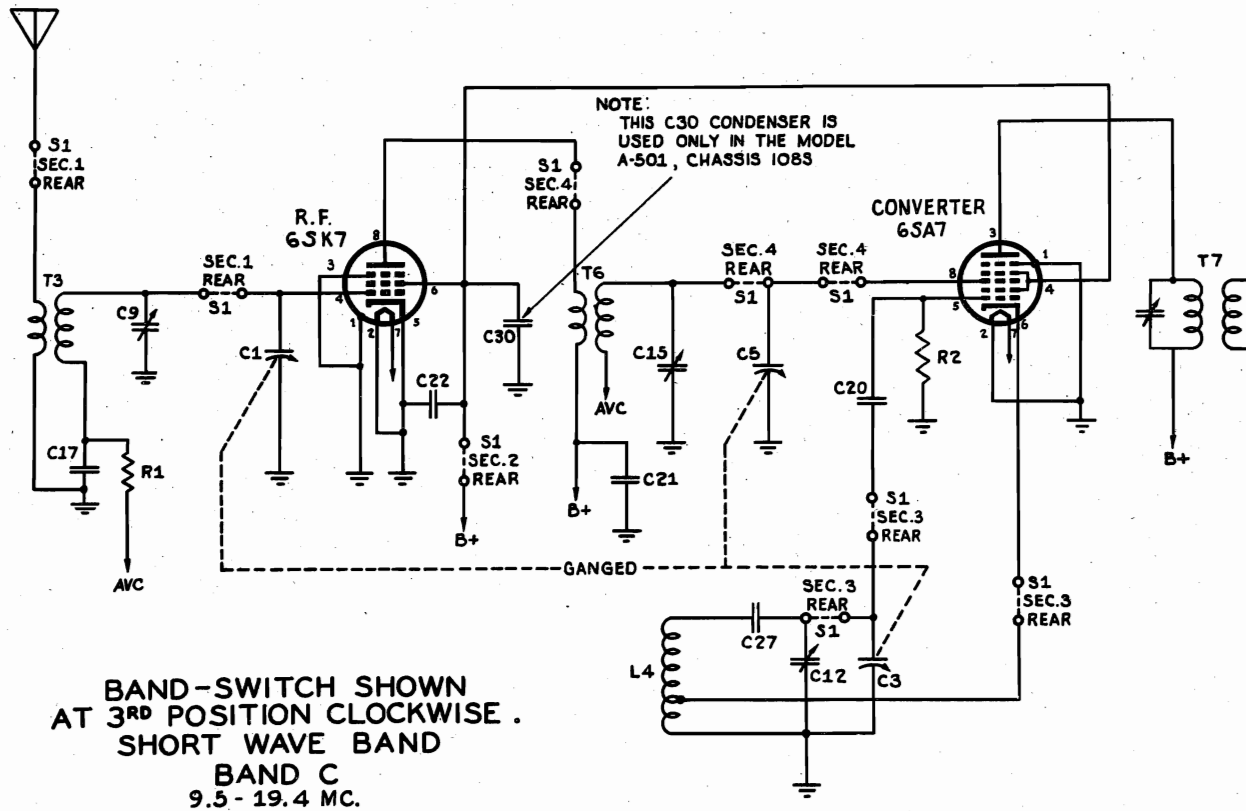 NOTE:
THIS C30 CONDENSER IS
USED ONLY IN THE MODEL
A-501, CHASSIS 108S
S1
SEC.1
REAR
T3
C9
SEC.1
REAR
S1
C1
C17
R1
AVC
R.F.
6SK7
8
3
4
6
1
2
7
5
C22
C30
S1
SEC.2
REAR
B+
S1
SEC.4
REAR
T6
C15
AVC
C21
B+
SEC.4
REAR
S1
SEC.4
REAR
S1
C5
CONVERTER
6SA7
3
1
8
4
5
6
2
7
C20
R2
T7
B+
S1
SEC.3
REAR
S1
SEC.3
REAR
GANGED
SEC.3
REAR
S1
C27
L4
C12
C3
BAND-SWITCH SHOWN
AT 3RD POSITION CLOCKWISE.
SHORT WAVE BAND
BAND C
9.5-19.4 MC.